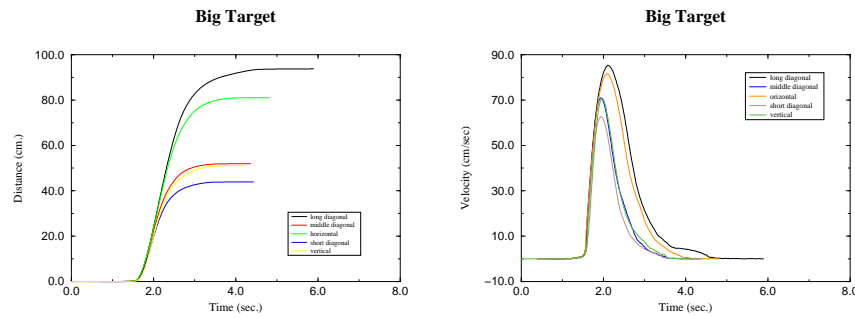 Big Target
100.0
80.0
60.0
40.0
20.0
0.0
0.0
2.0
4.0
6.0
8.0
Time (sec.)
Distance (cm.)
long diagonal
middle diagonal
horizontal
short diagonal
vertical
Big Target
90.0
70.0
50.0
30.0
10.0
−10.0
0.0
2.0
4.0
6.0
8.0
Time (sec.)
Velocity (cm/sec)
long diagonal
middle diagonal
orizontal
short diagonal
vertical